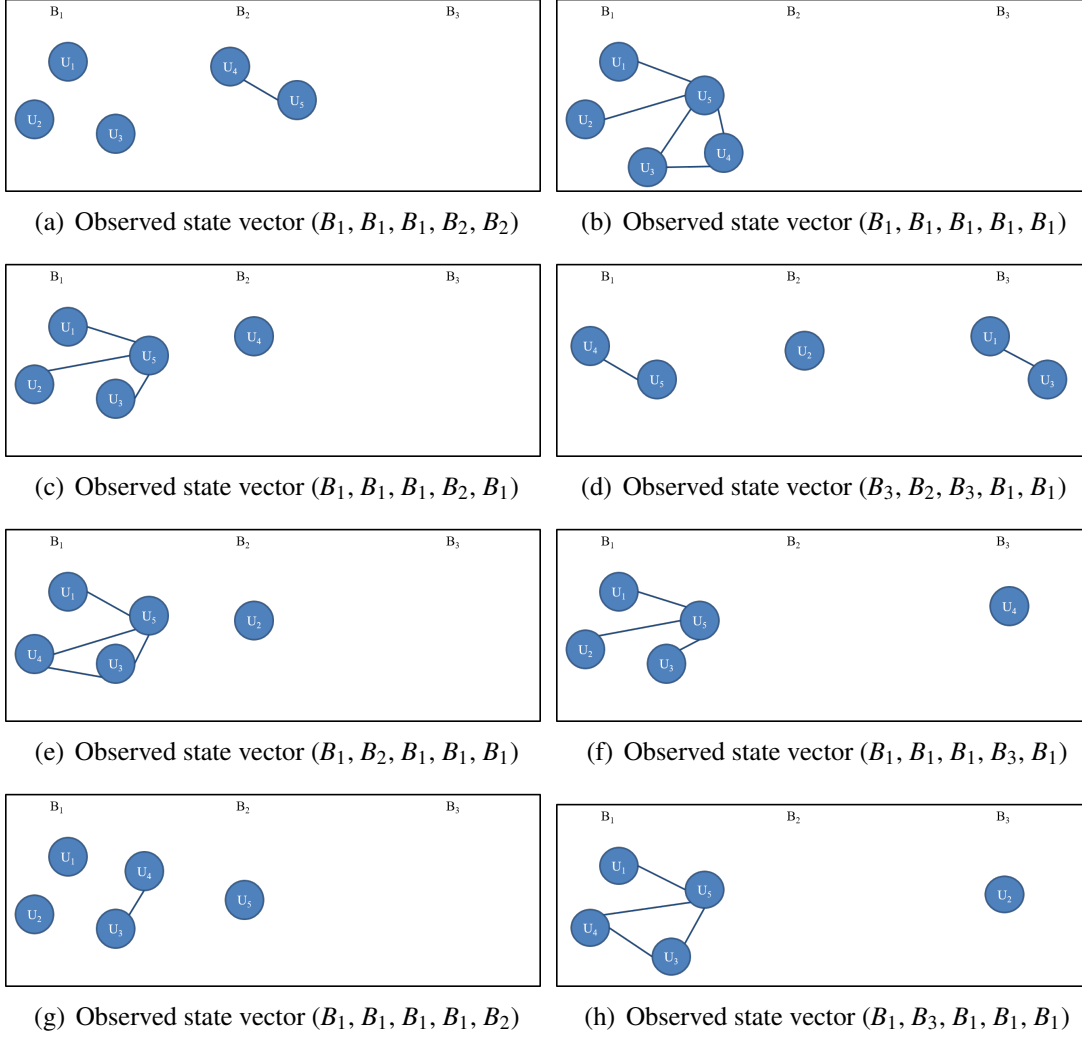 B₁ B₂ B₃
U₁
U₄
U₅
U₂
U₃
(a) Observed state vector (B₁, B₁, B₁, B₂, B₂)
B₁ B₂ B₃
U₁
U₅
U₂
U₄
U₃
(b) Observed state vector (B₁, B₁, B₁, B₁, B₁)
B₁ B₂ B₃
U₁
U₄
U₅
U₂
U₃
(c) Observed state vector (B₁, B₁, B₁, B₂, B₁)
B₁ B₂ B₃
U₁
U₄
U₂
U₅
U₃
(d) Observed state vector (B₃, B₂, B₃, B₁, B₁)
B₁ B₂ B₃
U₁
U₅
U₂
U₄
U₃
(e) Observed state vector (B₁, B₂, B₁, B₁, B₁)
B₁ B₂ B₃
U₁
U₄
U₅
U₂
U₃
(f) Observed state vector (B₁, B₁, B₁, B₃, B₁)
B₁ B₂ B₃
U₁
U₄
U₅
U₂
U₃
(g) Observed state vector (B₁, B₁, B₁, B₁, B₂)
B₁ B₂ B₃
U₁
U₅
U₂
U₄
U₃
(h) Observed state vector (B₁, B₃, B₁, B₁, B₁)